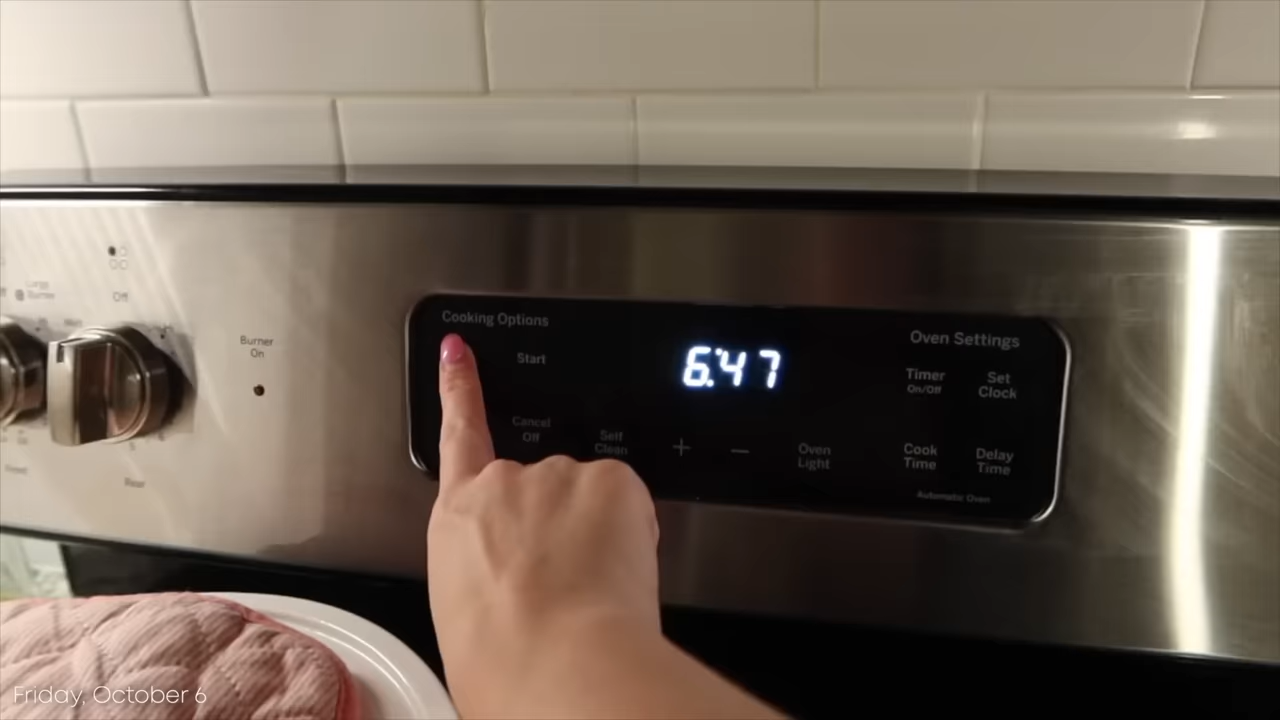 Off
Burner
On
Cooking Options
Start
Cancel
Off
Self
Clean
6:47
+
-
Oven
Light
Oven Settings
Timer
On/Off
Set
Clock
Cook
Time
Delay
Time
Automatic Oven
Rear
Friday, October 6